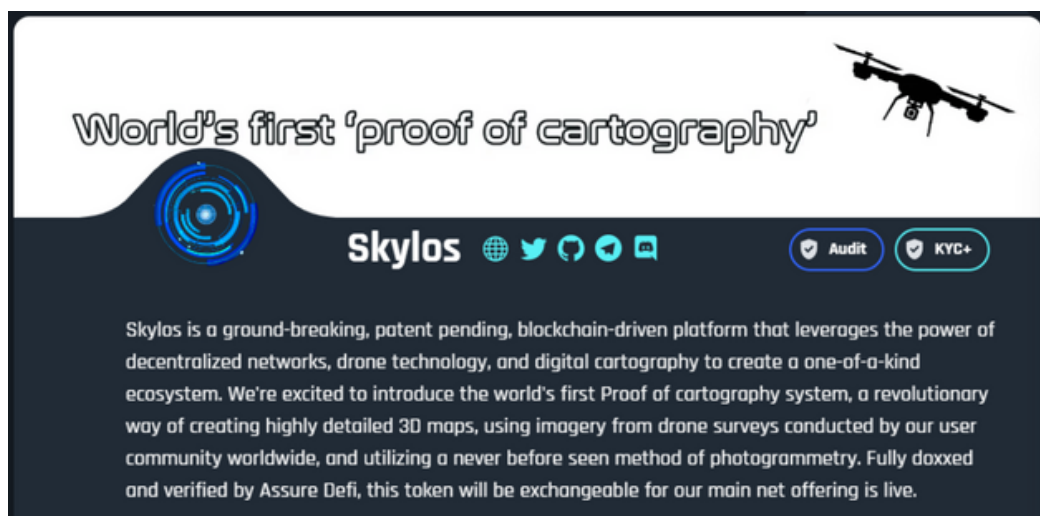 World's first 'proof of cartography'
Skylos
Audit
KYC+
Skylos is a ground-breaking, patent pending, blockchain-driven platform that leverages the power of
decentralized networks, drone technology, and digital cartography to create a one-of-a-kind
ecosystem. We're excited to introduce the world's first Proof of cartography system, a revolutionary
way of creating highly detailed 3D maps, using imagery from drone surveys conducted by our user
community worldwide, and utilizing a never before seen method of photogrammetry. Fully doxxed
and verified by Assure Defi, this token will be exchangeable for our main net offering is live.